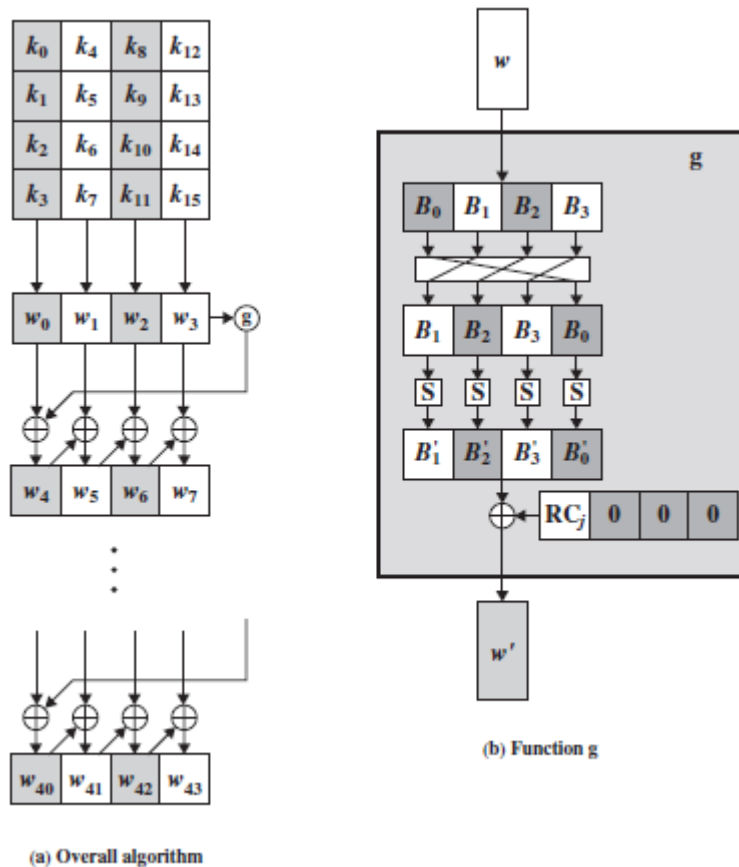 k₀ k₄ k₈ k₁₂
k₁ k₅ k₉ k₁₃
k₂ k₆ k₁₀ k₁₄
k₃ k₇ k₁₁ k₁₅
w₀ w₁ w₂ w₃ g
w₄ w₅ w₆ w₇
w₄₀ w₄₁ w₄₂ w₄₃
(a) Overall algorithm
w
g
B₀ B₁ B₂ B₃
B₁ B₂ B₃ B₀
S S S S
B'₁ B'₂ B'₃ B'₀
RCⱼ 0 0 0
w'
(b) Function g